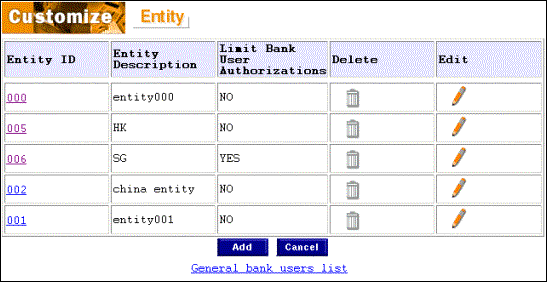 Customize Entity
Entity ID Entity Description Limit Bank User Authorizations Delete Edit
000 entity000 NO
005 HK NO
006 SG YES
002 china entity NO
001 entity001 NO
Add Cancel
General bank users list